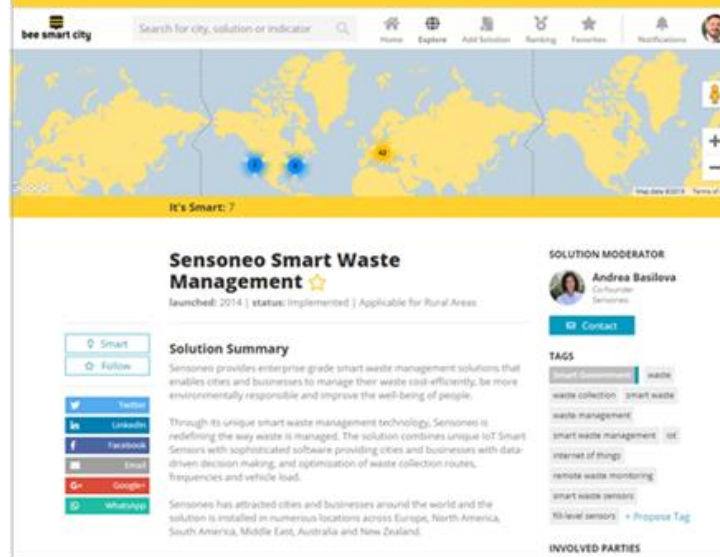 bee smart city
Search for city, solution or indicator
Home
Explore
Add Solution
Ranking
Favorites
Notifications
It's Smart: 7
Sensoneo Smart Waste
Management
launched: 2014 | status: Implemented | Applicable for Rural Areas
Smart
Follow
Twitter
LinkedIn
Facebook
Email
Google+
WhatsApp
Solution Summary
Sensoneo provides enterprise grade smart waste management solutions that
enables cities and businesses to manage their waste cost-efficiently, be more
environmentally responsible and improve the well-being of people.
Through its unique smart waste management technology, Sensoneo is
redefining the way waste is managed. The solution combines unique IoT Smart
Sensors with sophisticated software providing cities and businesses with data-
driven decision making, and optimization of waste collection routes,
frequencies and vehicle load.
Sensoneo has attracted cities and businesses around the world and the
solution is installed in numerous locations across Europe, North America,
South America, Middle East, Australia and New Zealand.
SOLUTION MODERATOR
Andrea Basilova
Co-founder
Sensoneo
Contact
TAGS
Smart Government
waste
waste collection
smart waste
waste management
smart waste management
iot
internet of things
remote waste monitoring
smart waste sensors
fill-level sensors
+ Propose Tag
INVOLVED PARTIES